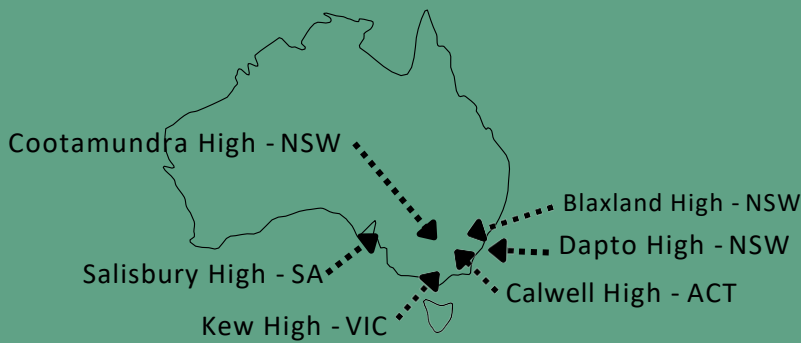 Cootamundra High - NSW
Blaxland High - NSW
Dapto High - NSW
Salisbury High - SA
Calwell High - ACT
Kew High - VIC